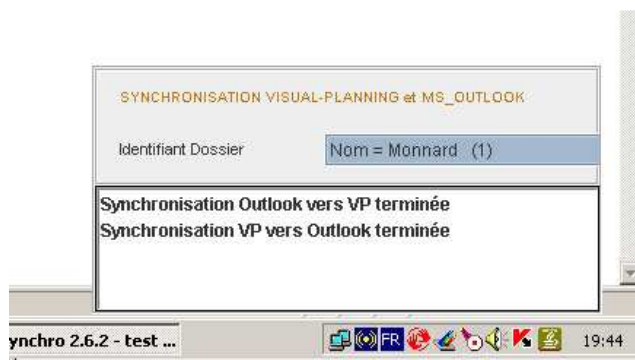 SYNCHRONISATION VISUAL-PLANNING et MS_OUTLOOK
Identifiant Dossier Nom = Monnard (1)
Synchronisation Outlook vers VP terminée
Synchronisation VP vers Outlook terminée
ynchro 2.6.2 - test ... FR K 19:44